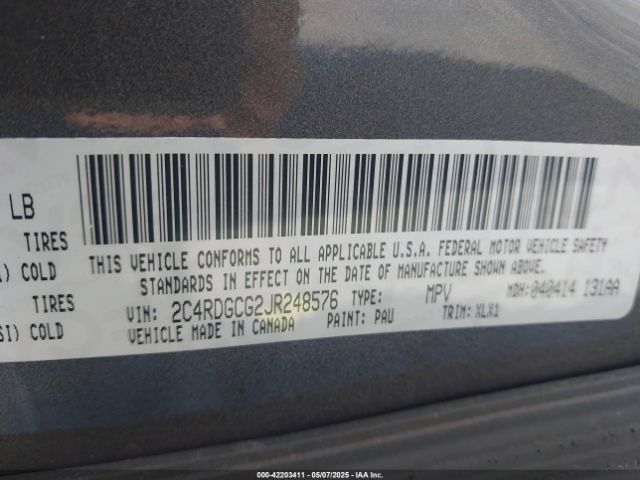 LB
TIRES
COLD
TIRES
SI) COLD
THIS VEHICLE CONFORMS TO ALL APPLICABLE U.S.A. FEDERAL MOTOR VEHICLE SAFETY
STANDARDS IN EFFECT ON THE DATE OF MANUFACTURE SHOWN ABOVE.
VIN: 2C4RDGCG2JR248576 TYPE: MPV MDH: 040414 131AA
VEHICLE MADE IN CANADA PAINT: PAU TRIM: XLX1
000-42203411 - 05/07/2025 - IAA Inc.